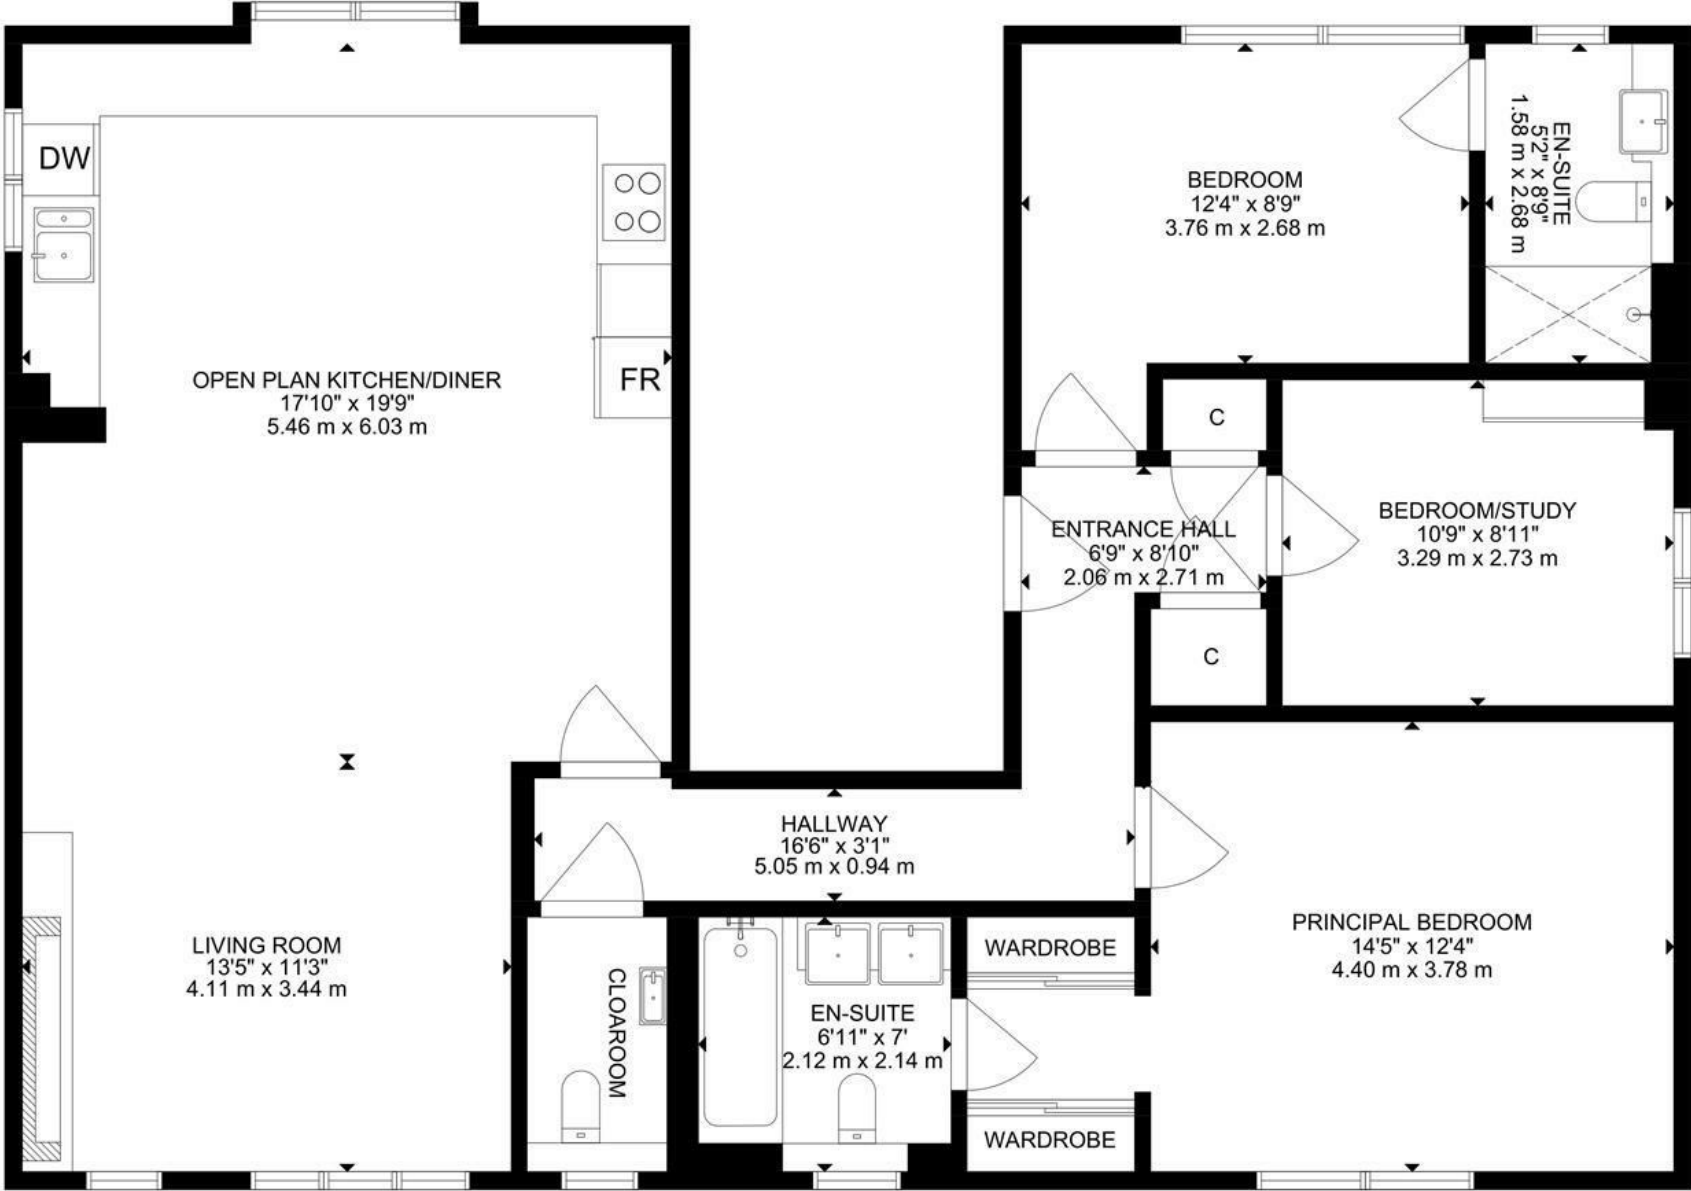 DW
FR
OPEN PLAN KITCHEN/DINER
17'10" x 19'9"
5.46 m x 6.03 m
LIVING ROOM
13'5" x 11'3"
4.11 m x 3.44 m
CLOAROOM
HALLWAY
16'6" x 3'1"
5.05 m x 0.94 m
EN-SUITE
6'11" x 7'
2.12 m x 2.14 m
WARDROBE
WARDROBE
PRINCIPAL BEDROOM
14'5" x 12'4"
4.40 m x 3.78 m
ENTRANCE HALL
6'9" x 8'10"
2.06 m x 2.71 m
C
C
BEDROOM/STUDY
10'9" x 8'11"
3.29 m x 2.73 m
BEDROOM
12'4" x 8'9"
3.76 m x 2.68 m
EN-SUITE
5'2" x 8'9"
1.58 m x 2.68 m